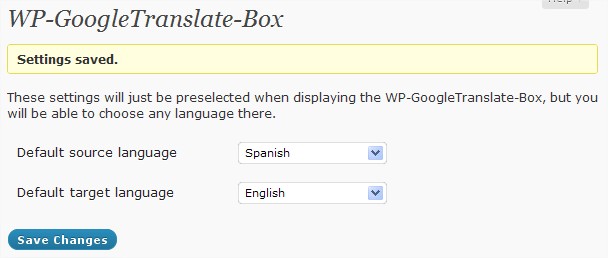 WP-GoogleTranslate-Box
Settings saved.
These settings will just be preselected when displaying the WP-GoogleTranslate-Box, but you
will be able to choose any language there.
Default source language Spanish
Default target language English
Save Changes